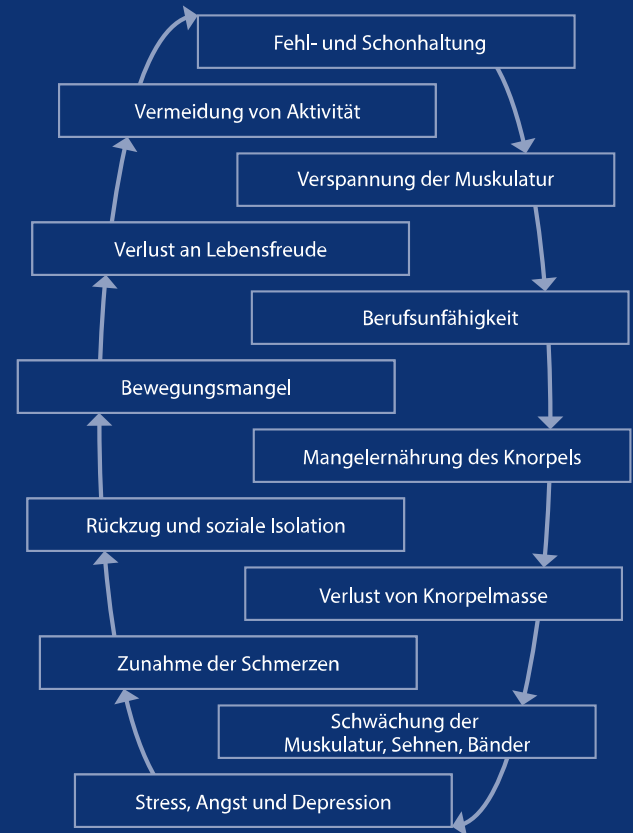 Fehl- und Schonhaltung
Vermeidung von Aktivität
Verspannung der Muskulatur
Verlust an Lebensfreude
Berufsunfähigkeit
Bewegungsmangel
Mangelernährung des Knorpels
Rückzug und soziale Isolation
Verlust von Knorpelmasse
Zunahme der Schmerzen
Schwächung der
Muskulatur, Sehnen, Bänder
Stress, Angst und Depression